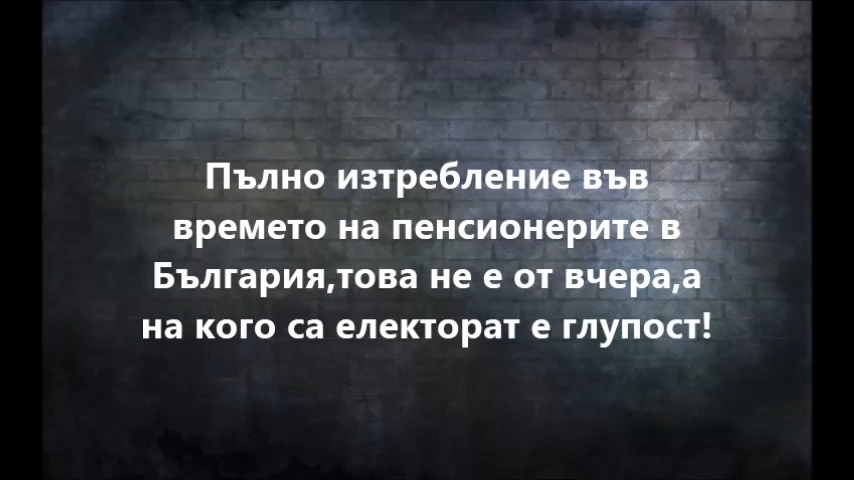 Пълно изтребление във
времето на пенсионерите в
България,това не е от вчера,а
на кого са електорат е глупост!